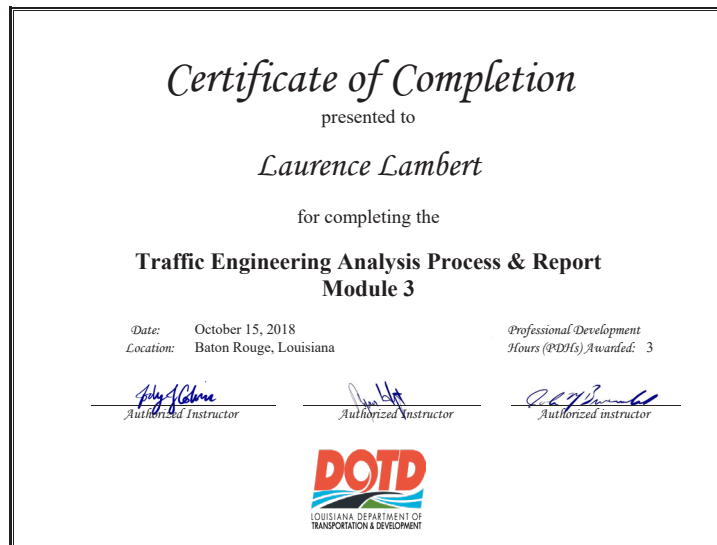 Certificate of Completion
presented to
Laurence Lambert
for completing the
Traffic Engineering Analysis Process & Report
Module 3
Date: October 15, 2018
Location: Baton Rouge, Louisiana
Professional Development
Hours (PDHs) Awarded: 3
Authorized Instructor
Authorized Instructor
Authorized instructor
DOTD
LOUISIANA DEPARTMENT OF
TRANSPORTATION & DEVELOPMENT